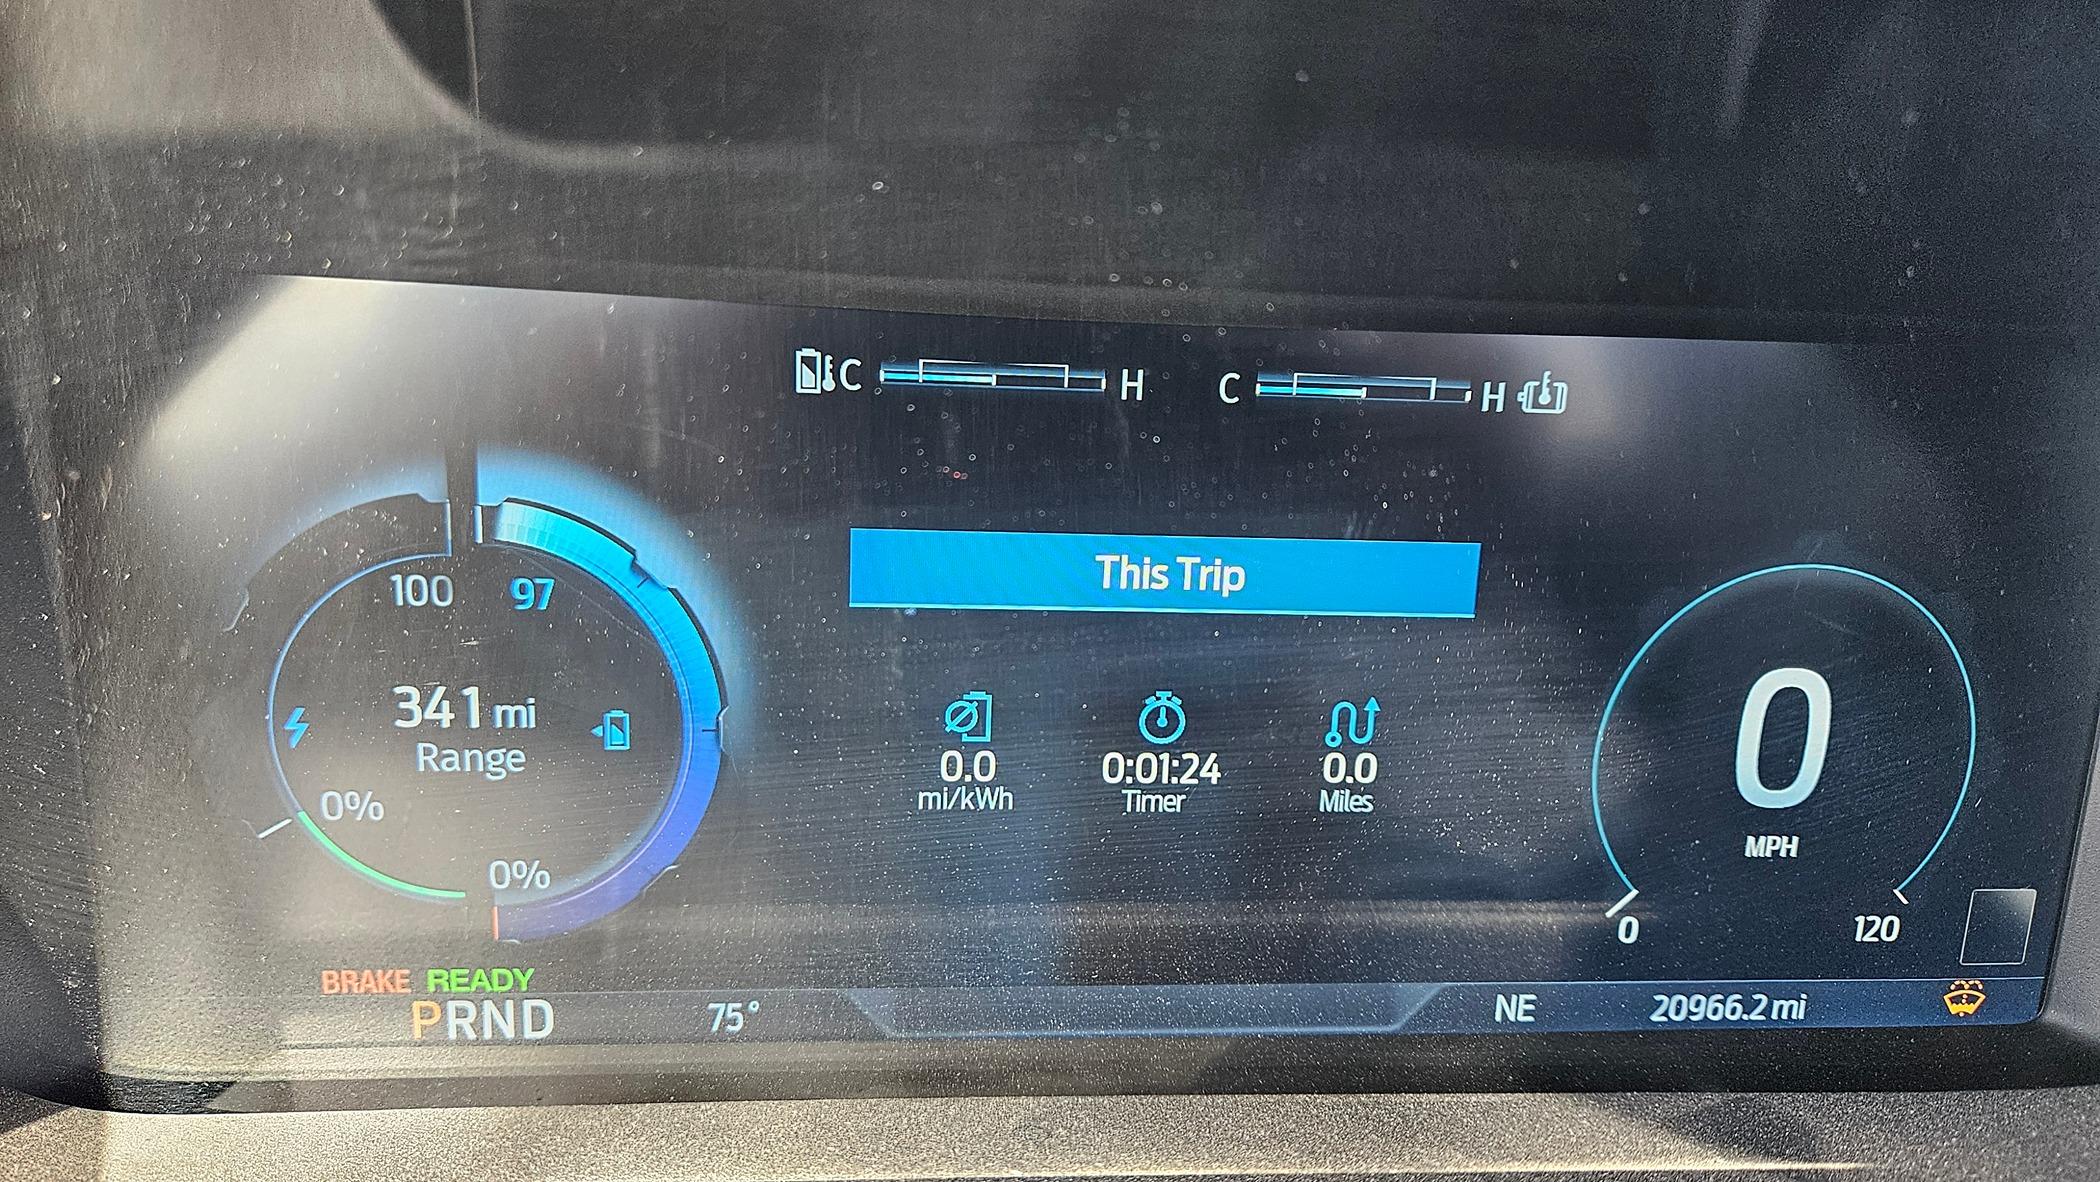 C H C H
This Trip
100 97
341 mi
Range
0.0 0:01:24 0.0
mi/kWh Timer Miles
0
MPH
0%
0%
0 120
BRAKE READY
PRND 75° NE 20966.2 mi